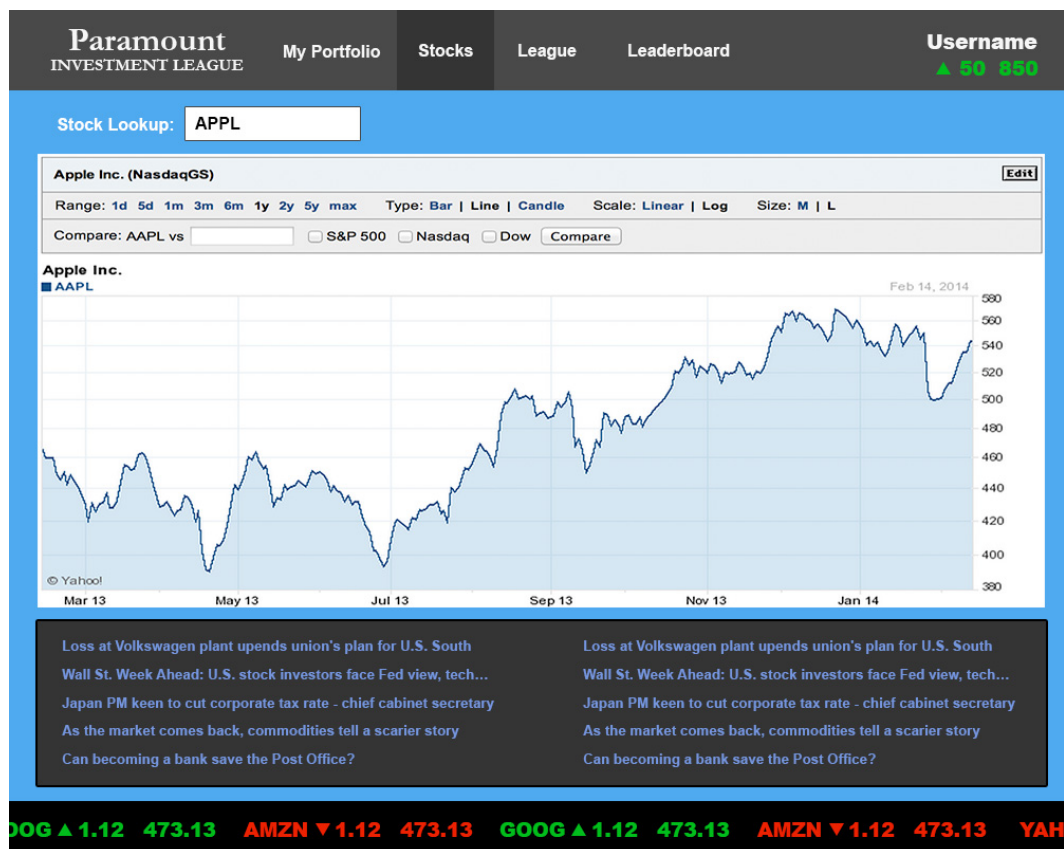 Paramount
INVESTMENT LEAGUE
My Portfolio Stocks League Leaderboard
Username
▲ 50 850
Stock Lookup: APPL
Apple Inc. (NasdaqGS) Edit
Range: 1d 5d 1m 3m 6m 1y 2y 5y max Type: Bar | Line | Candle Scale: Linear | Log Size: M | L
Compare: AAPL vs S&P 500 Nasdaq Dow Compare
Apple Inc.
AAPL Feb 14, 2014
580
560
540
520
500
480
460
440
420
400
380
© Yahoo!
Mar 13 May 13 Jul 13 Sep 13 Nov 13 Jan 14
Loss at Volkswagen plant upends union's plan for U.S. South
Wall St. Week Ahead: U.S. stock investors face Fed view, tech...
Japan PM keen to cut corporate tax rate - chief cabinet secretary
As the market comes back, commodities tell a scarier story
Can becoming a bank save the Post Office?
Loss at Volkswagen plant upends union's plan for U.S. South
Wall St. Week Ahead: U.S. stock investors face Fed view, tech...
Japan PM keen to cut corporate tax rate - chief cabinet secretary
As the market comes back, commodities tell a scarier story
Can becoming a bank save the Post Office?
OOG ▲ 1.12 473.13 AMZN ▼ 1.12 473.13 GOOG ▲ 1.12 473.13 AMZN ▼ 1.12 473.13 YAH